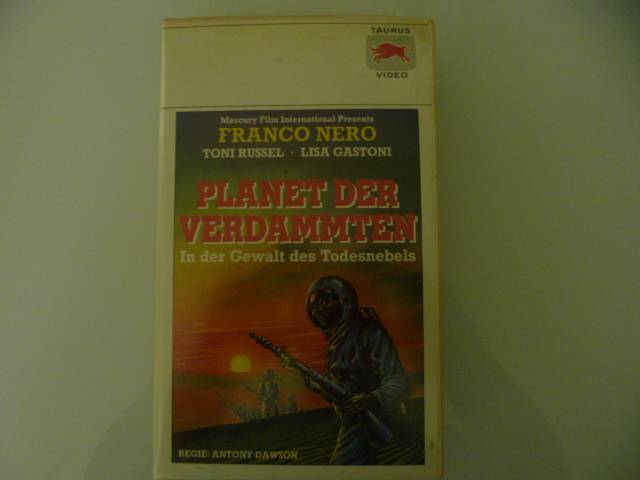 TAURUS
VIDEO
Mercury Film International Presents
FRANCO NERO
TONI RUSSEL · LISA GASTONI
PLANET DER
VERDAMMTEN
In der Gewalt des Todesnebels
REGIE: ANTONY DAWSON